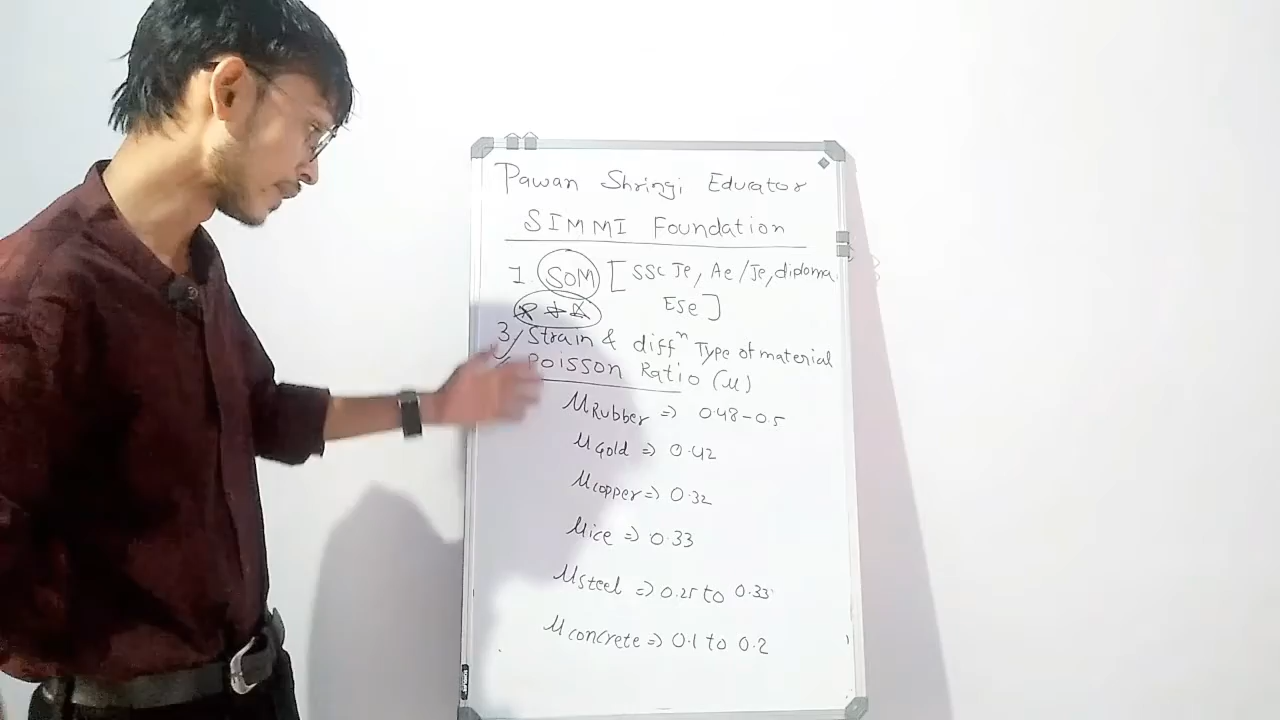 Pawan Shringi Educator
SIMMI Foundation
1 SOM [SSC Je, Ae/Je, diploma,
Ese]
3 Strain & diffⁿ Type of material
Poisson Ratio (μ)
μRubber => 0.48-0.5
μGold => 0.42
μcopper => 0.32
μice => 0.33
μSteel => 0.25 to 0.33
μconcrete => 0.1 to 0.2